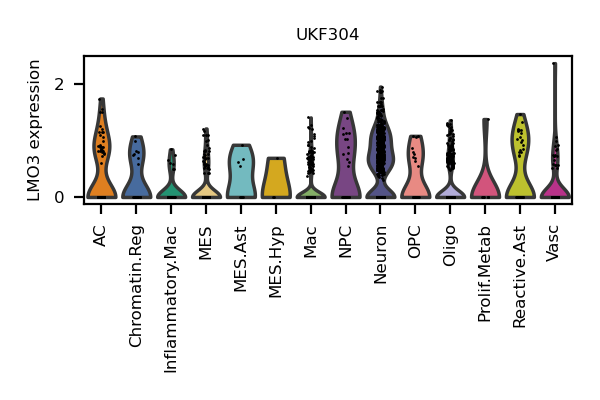 UKF304
LMO3 expression
2
0
AC
Chromatin.Reg
Inflammatory.Mac
MES
MES.Ast
MES.Hyp
Mac
NPC
Neuron
OPC
Oligo
Prolif.Metab
Reactive.Ast
Vasc